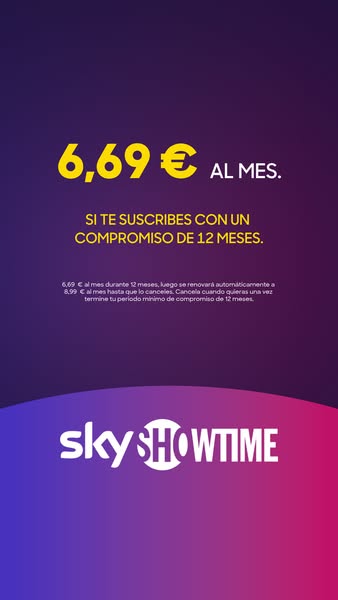 6,69 € AL MES.
SI TE SUSCRIBES CON UN
COMPROMISO DE 12 MESES.
6,69 € al mes durante 12 meses, luego se renovará automáticamente a
8,99 € al mes hasta que lo canceles. Cancela cuando quieras una vez
termine tu periodo mínimo de compromiso de 12 meses.
sky SHOWTIME